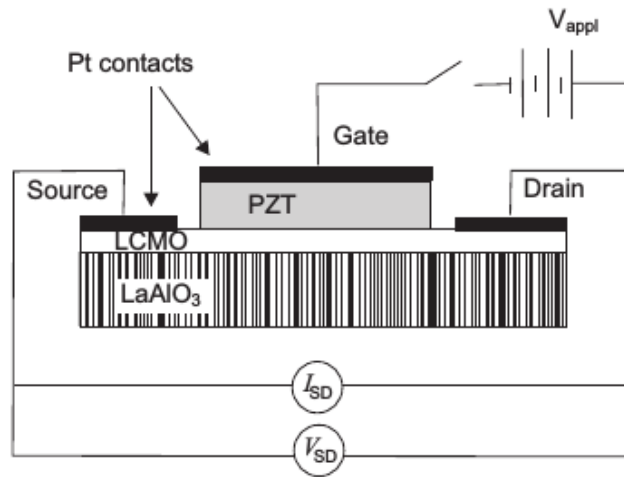 V_appl
Pt contacts
Gate
Source
Drain
PZT
LCMO
LaAlO₃
I_SD
V_SD